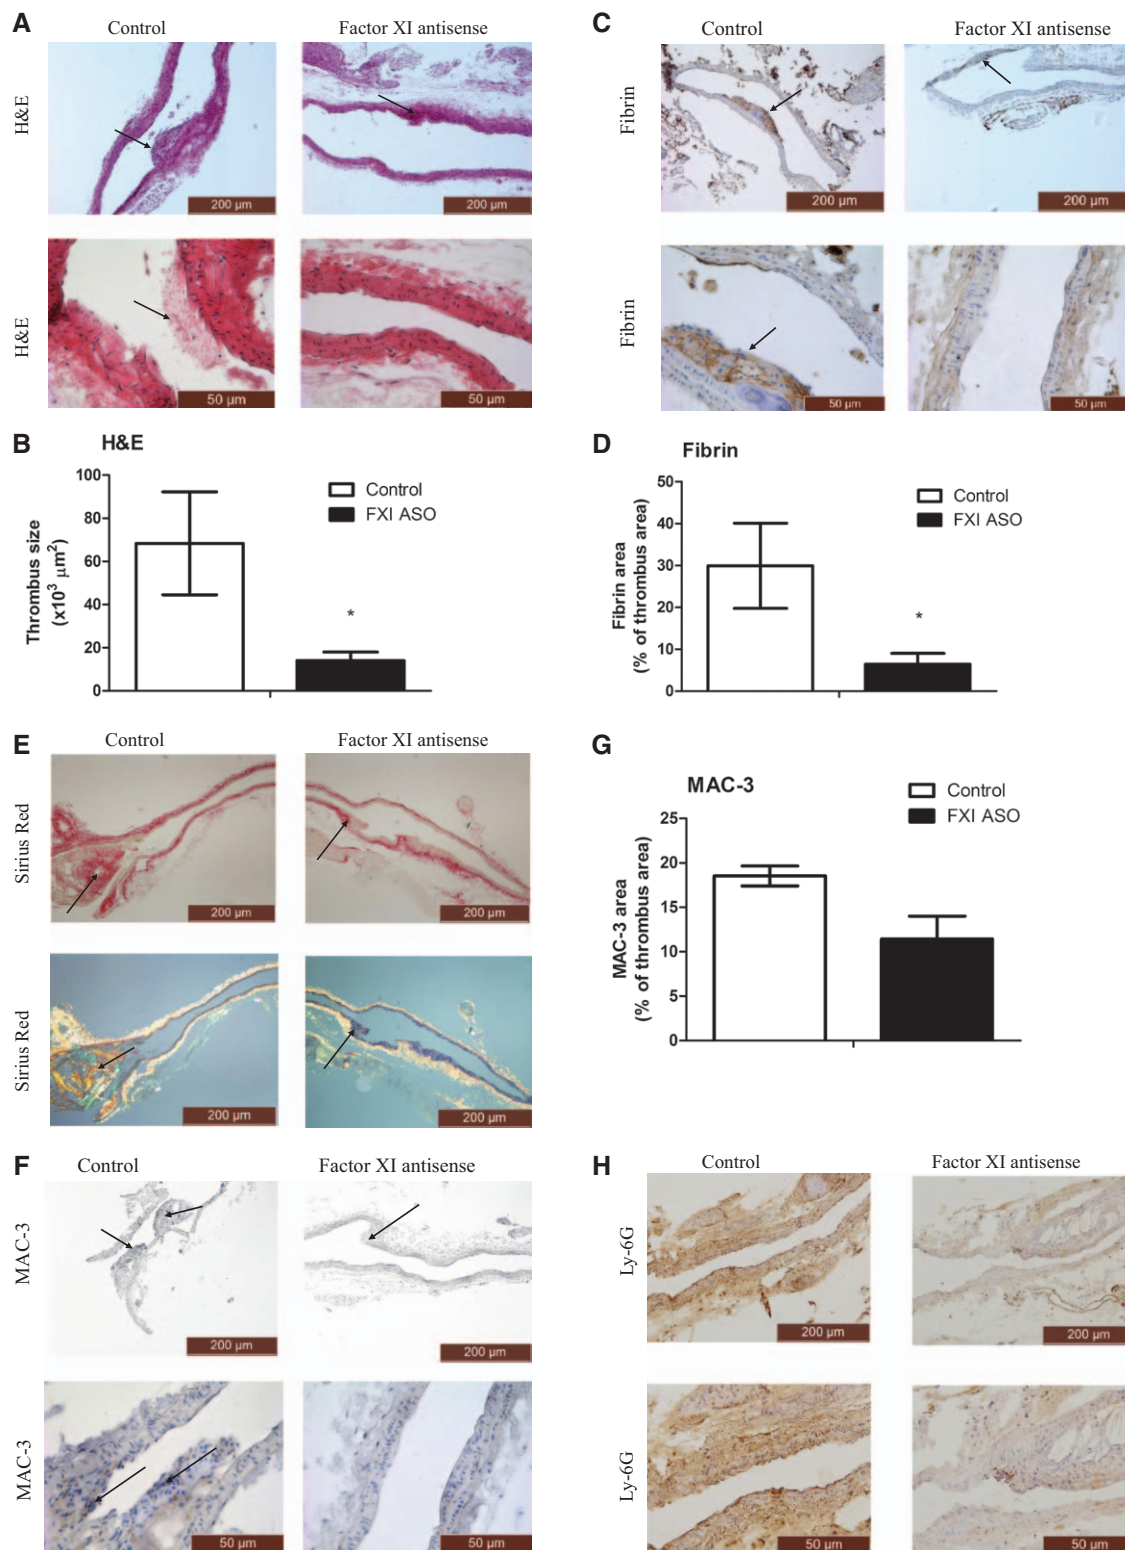 A
Control
Factor XI antisense
H&E
200 µm
200 µm
H&E
50 µm
50 µm
B
H&E
Thrombus size
(x10³ µm²)
100
80
60
40
20
0
Control
FXI ASO
*
C
Control
Factor XI antisense
Fibrin
200 µm
200 µm
Fibrin
50 µm
50 µm
D
Fibrin
Fibrin area
(% of thrombus area)
50
40
30
20
10
0
Control
FXI ASO
*
E
Control
Factor XI antisense
Sirius Red
200 µm
200 µm
Sirius Red
200 µm
200 µm
G
MAC-3
MAC-3 area
(% of thrombus area)
25
20
15
10
5
0
Control
FXI ASO
F
Control
Factor XI antisense
MAC-3
200 µm
200 µm
MAC-3
50 µm
50 µm
H
Control
Factor XI antisense
Ly-6G
200 µm
200 µm
Ly-6G
50 µm
50 µm